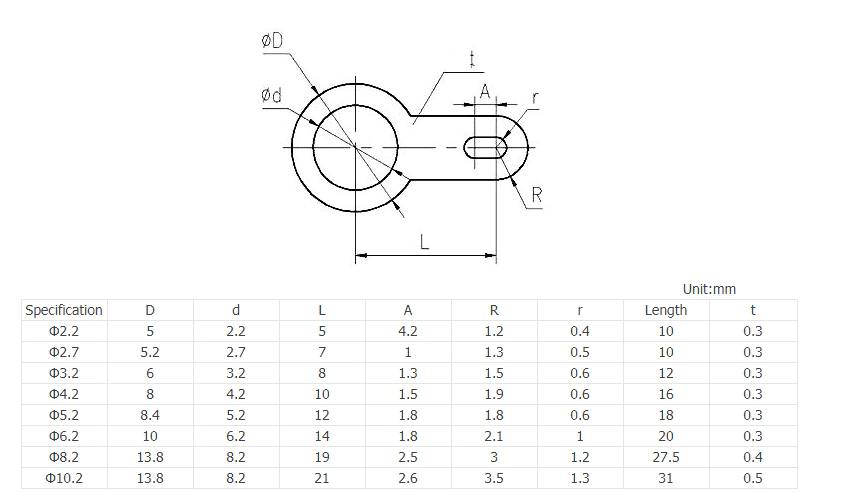 ØD
t
Ød
A
r
R
L
Unit:mm
Specification D d L A R r Length t
Φ2.2 5 2.2 5 4.2 1.2 0.4 10 0.3
Φ2.7 5.2 2.7 7 1 1.3 0.5 10 0.3
Φ3.2 6 3.2 8 1.3 1.5 0.6 12 0.3
Φ4.2 8 4.2 10 1.5 1.9 0.6 16 0.3
Φ5.2 8.4 5.2 12 1.8 1.8 0.6 18 0.3
Φ6.2 10 6.2 14 1.8 2.1 1 20 0.3
Φ8.2 13.8 8.2 19 2.5 3 1.2 27.5 0.4
Φ10.2 13.8 8.2 21 2.6 3.5 1.3 31 0.5